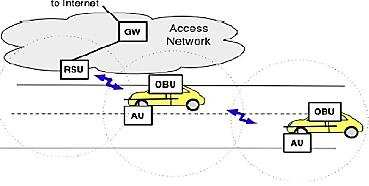 to Internet
GW
Access
Network
RSU
OBU
AU
OBU
AU